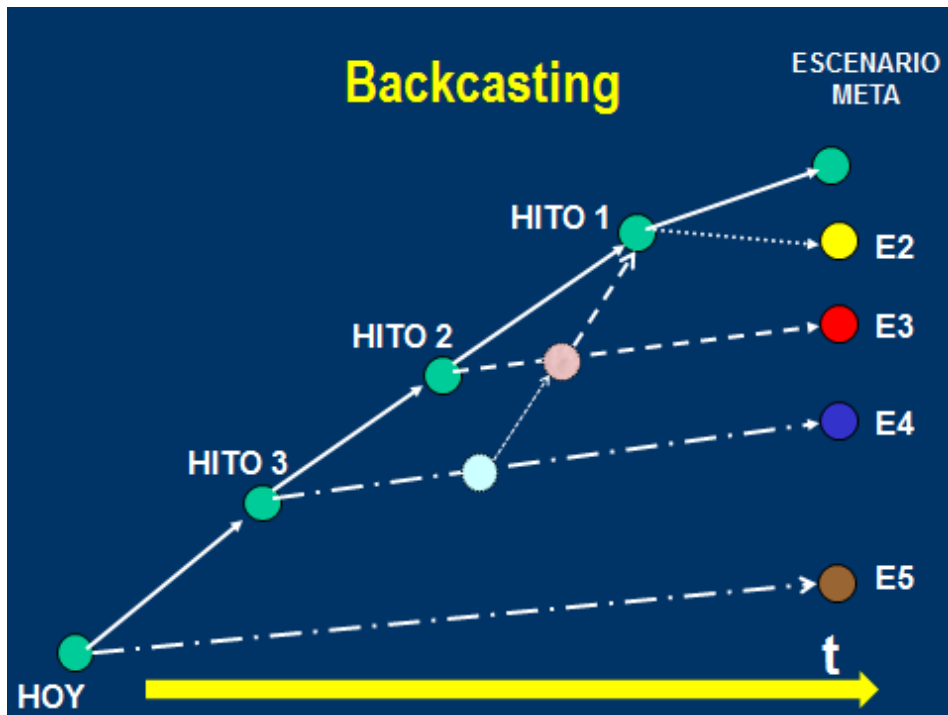 Backcasting
ESCENARIO
META
HITO 1
E2
E3
HITO 2
E4
HITO 3
E5
t
HOY